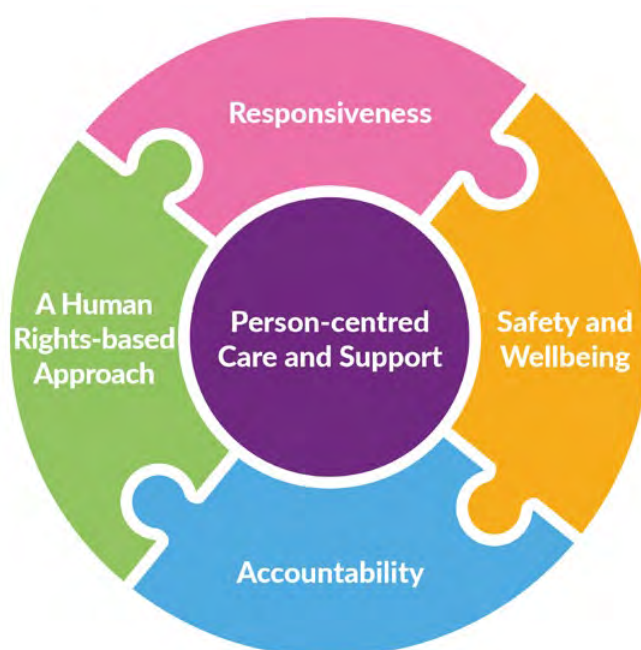 Responsiveness
A Human
Rights-based
Approach
Person-centred
Care and Support
Safety and
Wellbeing
Accountability